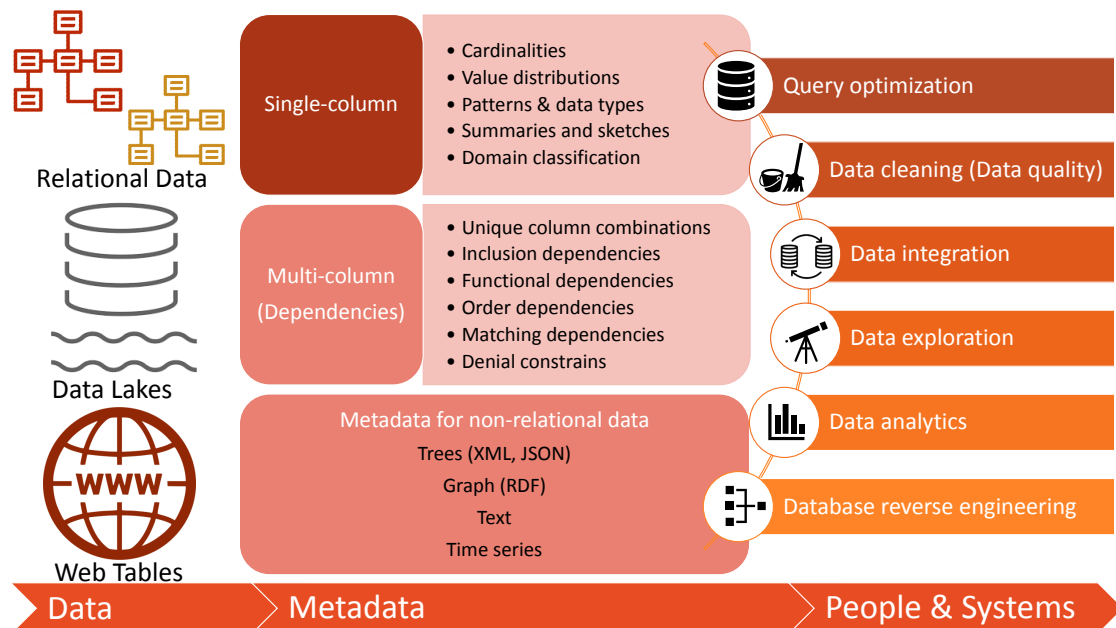 Relational Data
Data Lakes
WWW
Web Tables
Single-column
• Cardinalities
• Value distributions
• Patterns & data types
• Summaries and sketches
• Domain classification
Multi-column
(Dependencies)
• Unique column combinations
• Inclusion dependencies
• Functional dependencies
• Order dependencies
• Matching dependencies
• Denial constrains
Metadata for non-relational data
Trees (XML, JSON)
Graph (RDF)
Text
Time series
Query optimization
Data cleaning (Data quality)
Data integration
Data exploration
Data analytics
Database reverse engineering
Data
Metadata
People & Systems